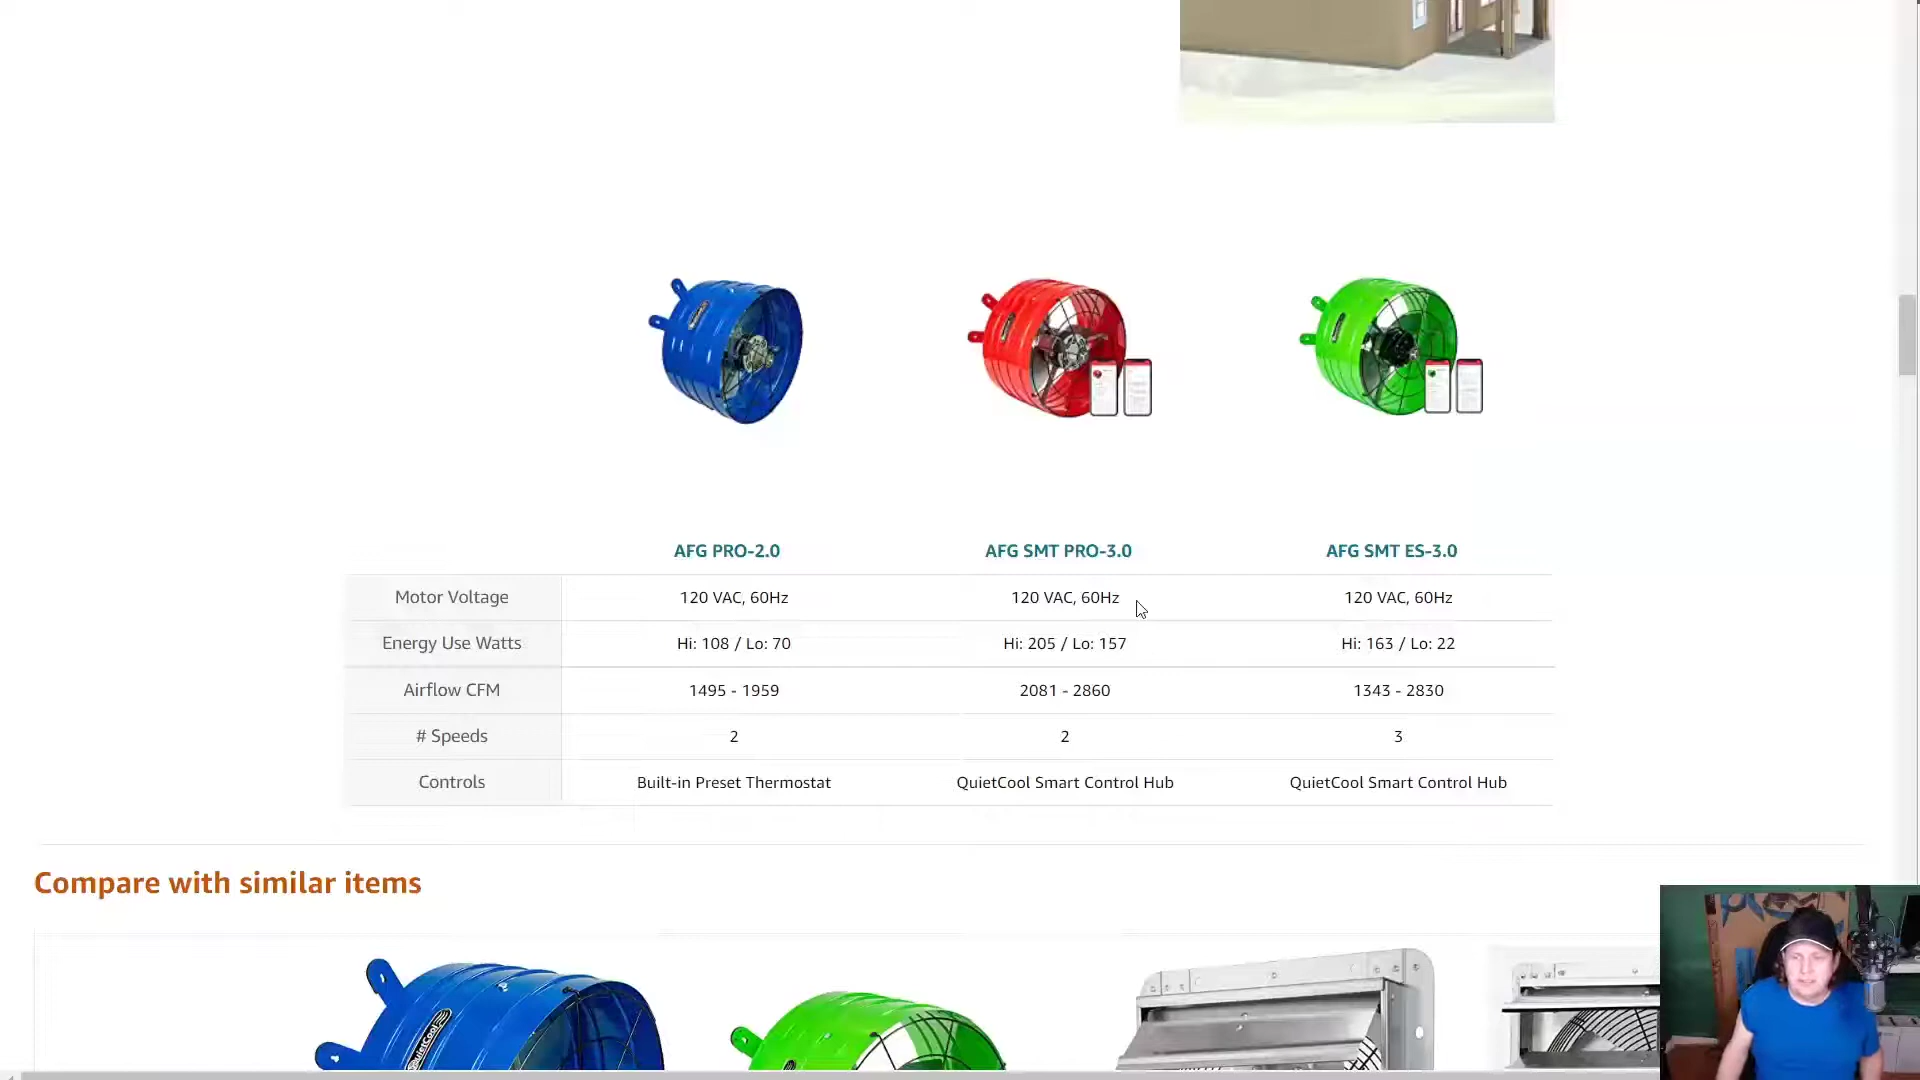 AFG PRO-2.0 AFG SMT PRO-3.0 AFG SMT ES-3.0
Motor Voltage 120 VAC, 60Hz 120 VAC, 60Hz 120 VAC, 60Hz
Energy Use Watts Hi: 108 / Lo: 70 Hi: 205 / Lo: 157 Hi: 163 / Lo: 22
Airflow CFM 1495 - 1959 2081 - 2860 1343 - 2830
# Speeds 2 2 3
Controls Built-in Preset Thermostat QuietCool Smart Control Hub QuietCool Smart Control Hub
Compare with similar items
QuietCool